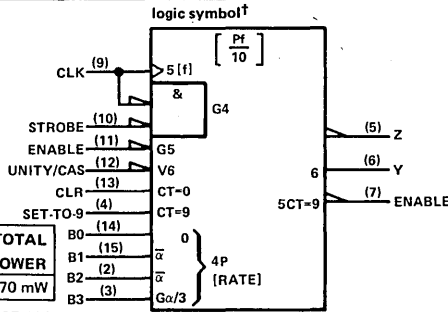 logic symbol†
Pf
10
CLK (9) 5 [f]
&
G4
STROBE (10)
ENABLE (11) G5
(5) Z
UNITY/CAS (12) V6
6 (6) Y
CLR (13) CT=0
5CT=9 (7) ENABLE
SET-TO-9 (4) CT=9
B0 (14) 0
TOTAL
B1 (15) α
4P
OWER
[RATE]
B2 (2) α
70 mW
B3 (3) Gα/3